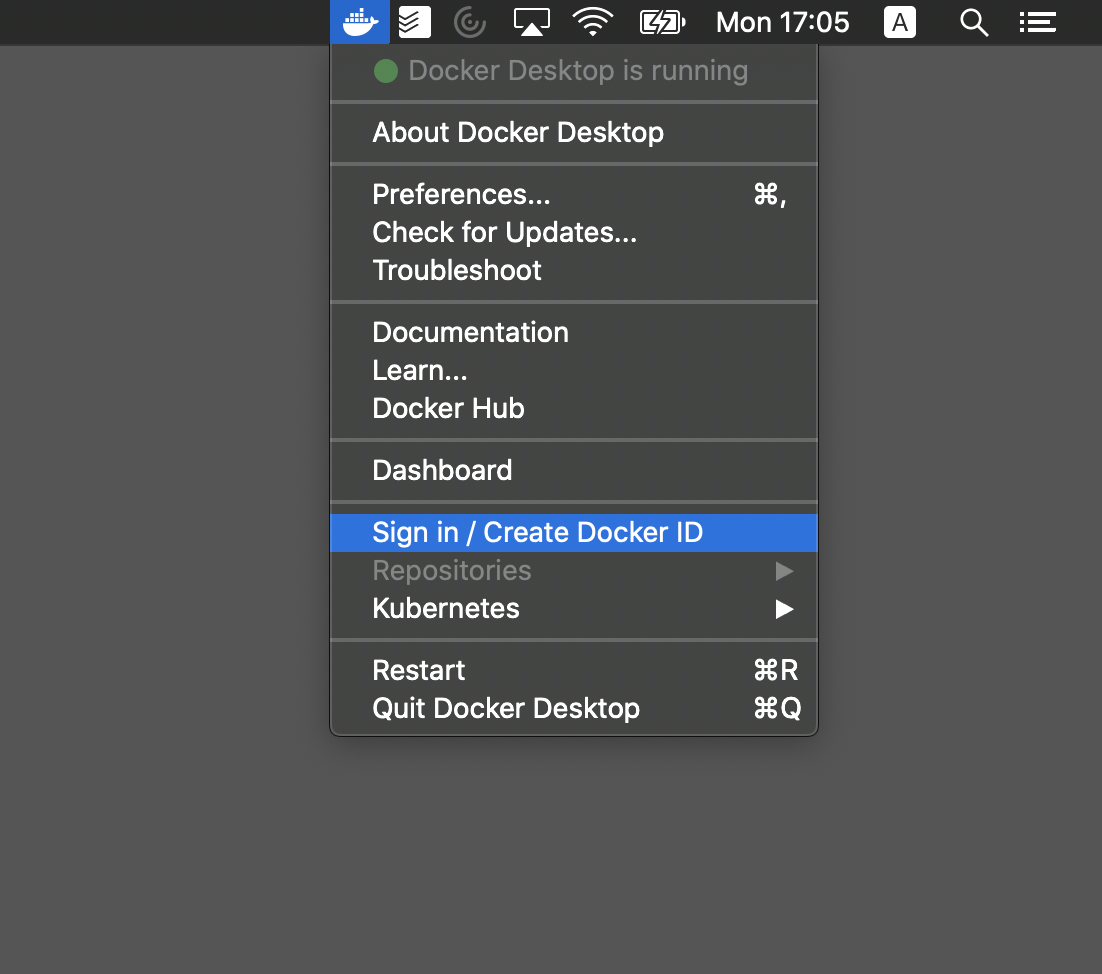 Mon 17:05 A
Docker Desktop is running
About Docker Desktop
Preferences... ⌘,
Check for Updates...
Troubleshoot
Documentation
Learn...
Docker Hub
Dashboard
Sign in / Create Docker ID
Repositories ▶
Kubernetes ▶
Restart ⌘R
Quit Docker Desktop ⌘Q